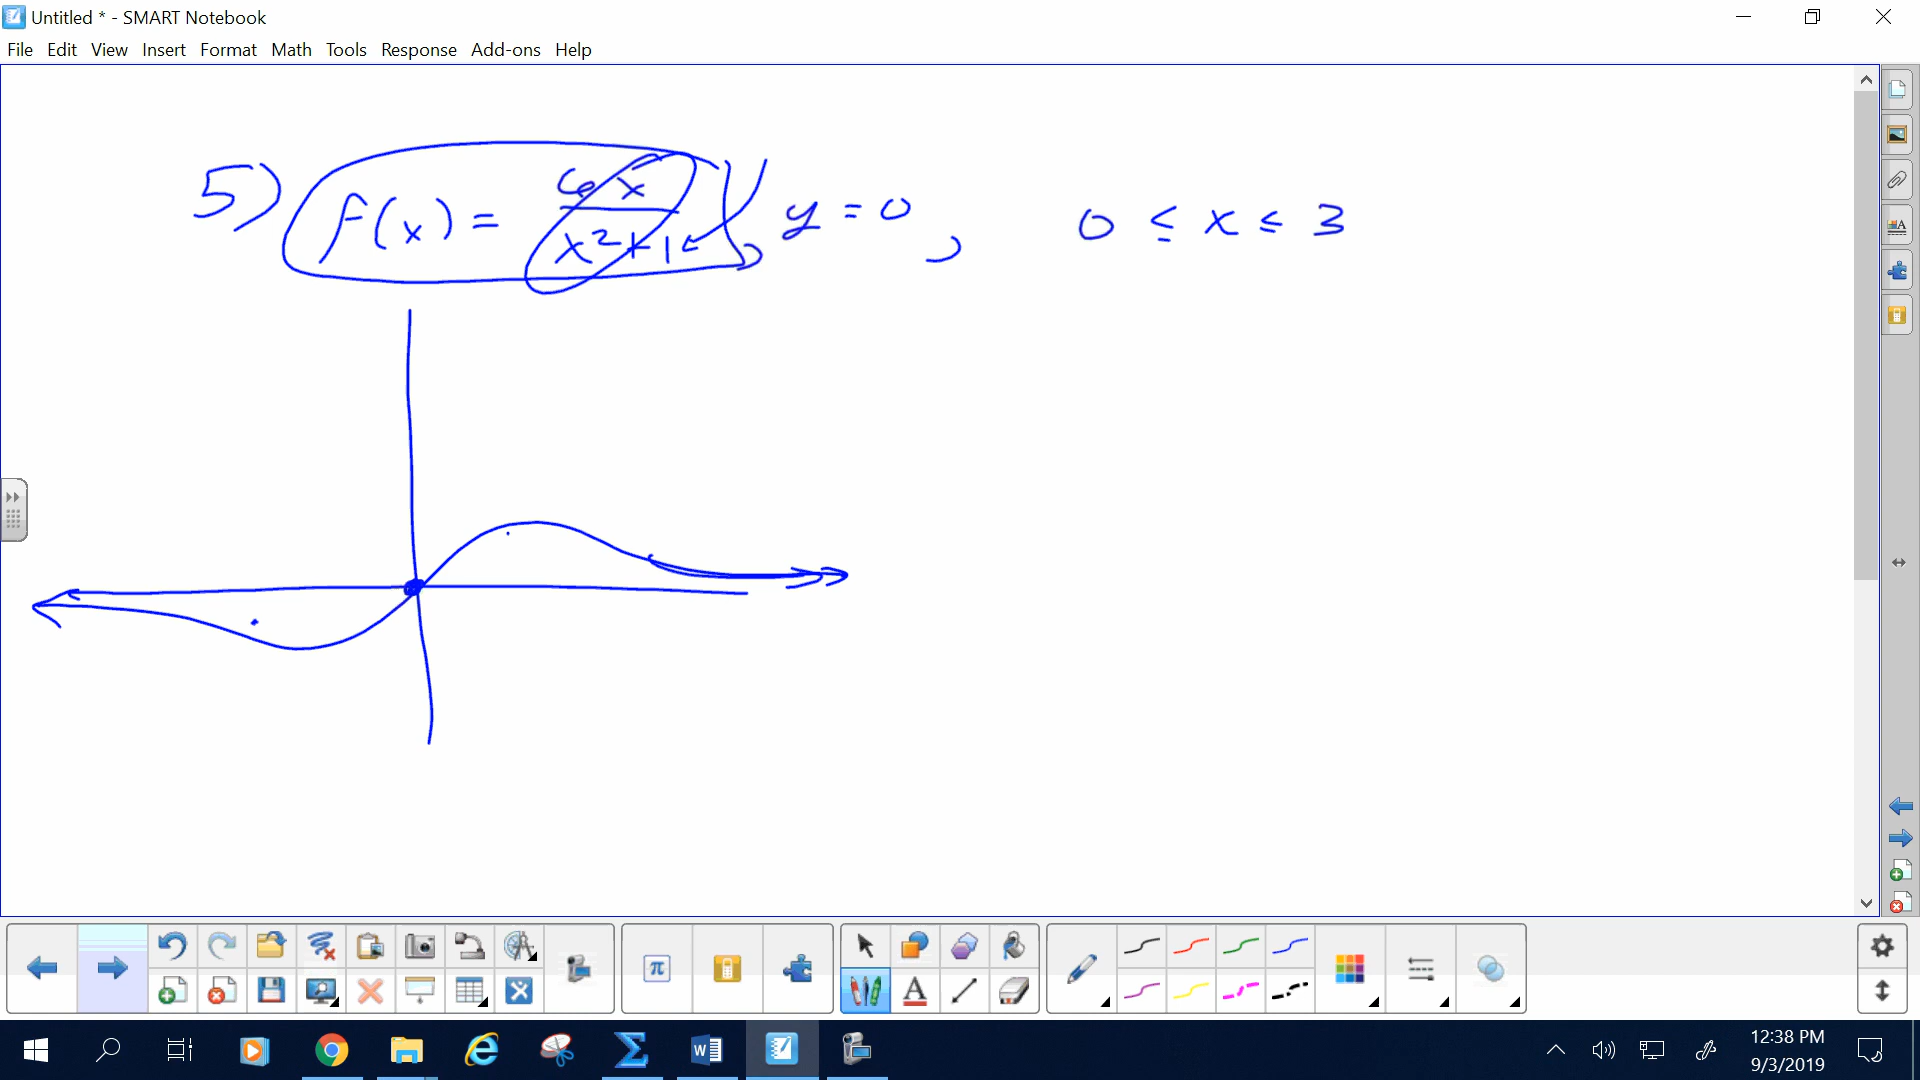 Untitled * - SMART Notebook
File Edit View Insert Format Math Tools Response Add-ons Help
5) f(x) = 6x / x² + 1, y = 0, 0 ≤ x ≤ 3
π
A
12:38 PM
9/3/2019